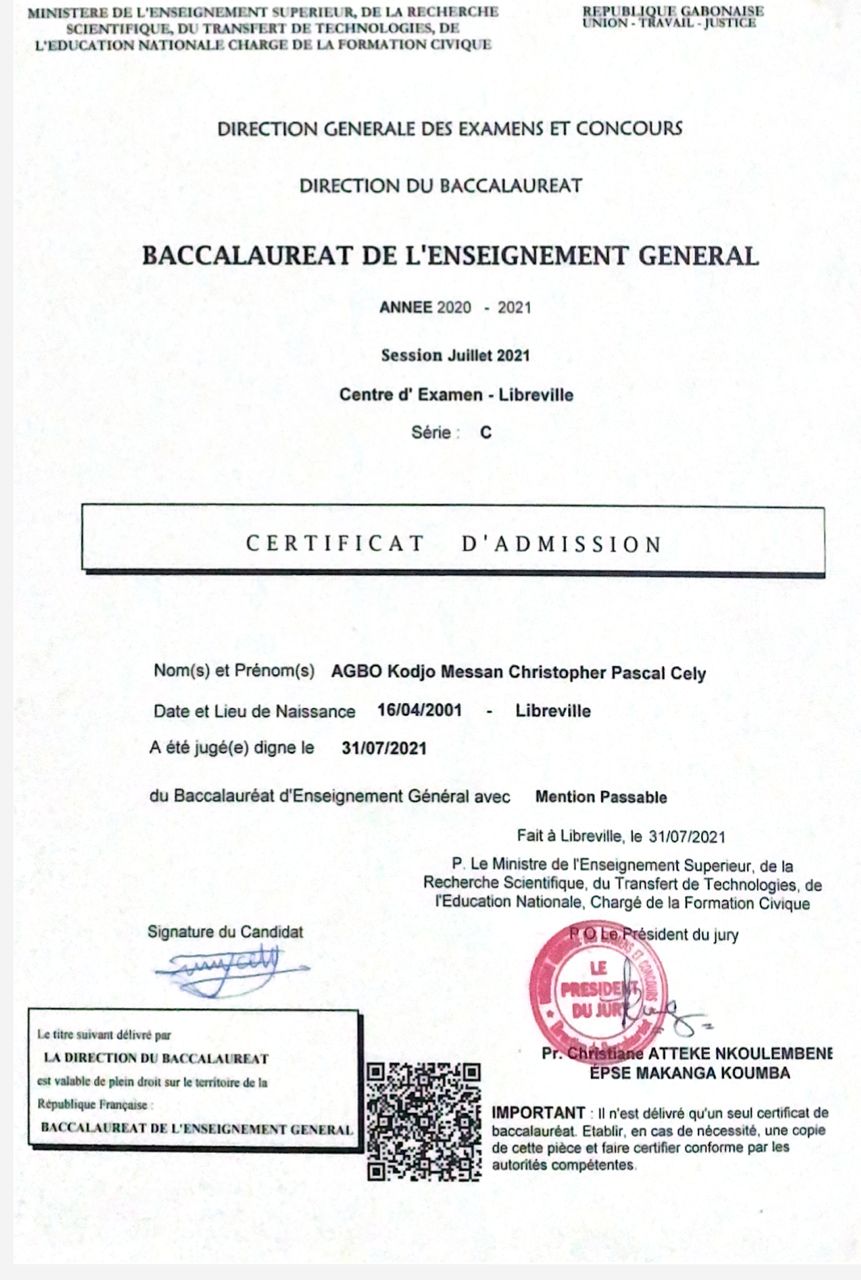 MINISTERE DE L'ENSEIGNEMENT SUPERIEUR, DE LA RECHERCHE
SCIENTIFIQUE, DU TRANSFERT DE TECHNOLOGIES, DE
L'EDUCATION NATIONALE CHARGE DE LA FORMATION CIVIQUE
REPUBLIQUE GABONAISE
UNION - TRAVAIL - JUSTICE
DIRECTION GENERALE DES EXAMENS ET CONCOURS
DIRECTION DU BACCALAUREAT
BACCALAUREAT DE L'ENSEIGNEMENT GENERAL
ANNEE 2020 - 2021
Session Juillet 2021
Centre d' Examen - Libreville
Série : C
CERTIFICAT D'ADMISSION
Nom(s) et Prénom(s) AGBO Kodjo Messan Christopher Pascal Cely
Date et Lieu de Naissance 16/04/2001 - Libreville
A été jugé(e) digne le 31/07/2021
du Baccalauréat d'Enseignement Général avec Mention Passable
Fait à Libreville, le 31/07/2021
P. Le Ministre de l'Enseignement Superieur, de la
Recherche Scientifique, du Transfert de Technologies, de
l'Education Nationale, Chargé de la Formation Civique
Signature du Candidat
P.O Le Président du jury
LE
PRESIDENT
DU JURY
Pr. Christiane ATTEKE NKOULEMBENE
ÉPSE MAKANGA KOUMBA
Le titre suivant délivré par
LA DIRECTION DU BACCALAUREAT
est valable de plein droit sur le territoire de la
République Française :
BACCALAUREAT DE L'ENSEIGNEMENT GENERAL
IMPORTANT : Il n'est délivré qu'un seul certificat de
baccalauréat. Etablir, en cas de nécessité, une copie
de cette pièce et faire certifier conforme par les
autorités compétentes.